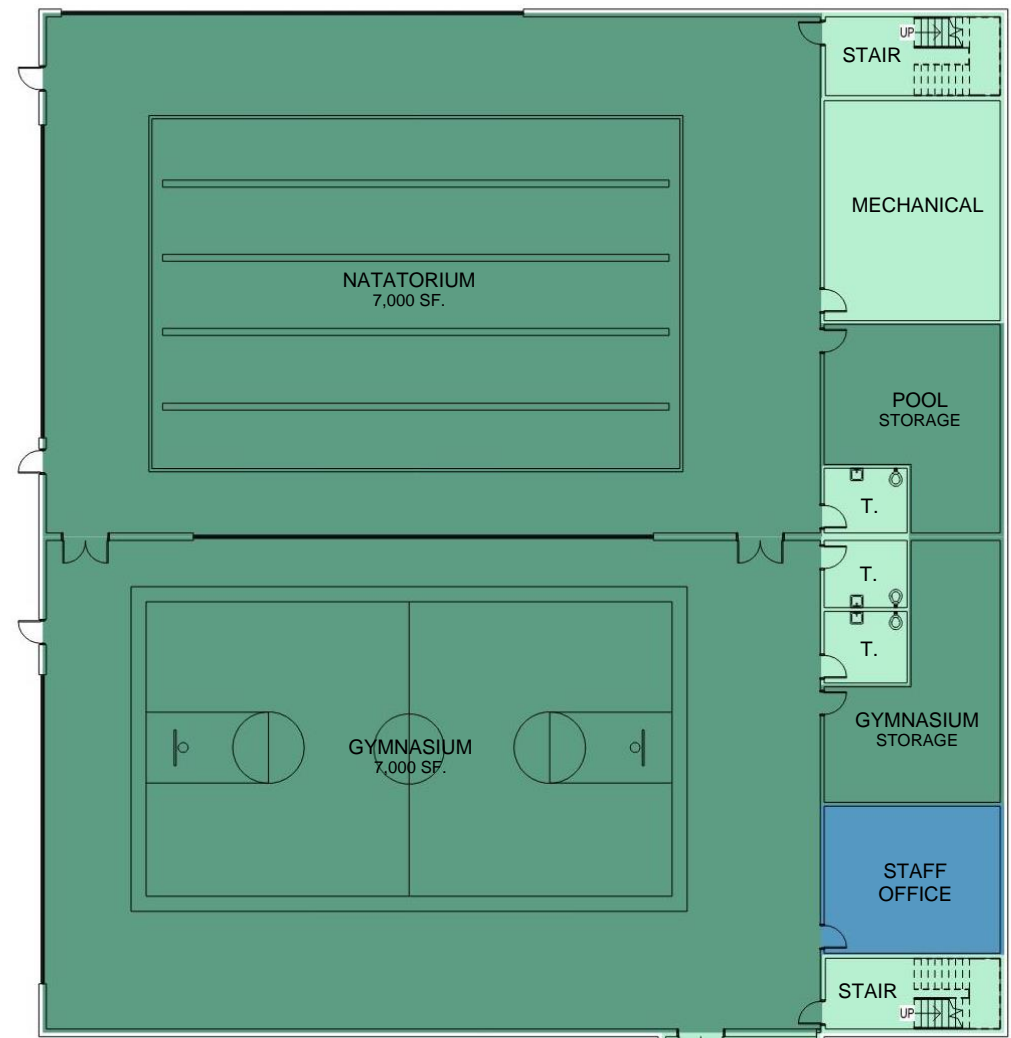 UP
STAIR
MECHANICAL
NATATORIUM
7,000 SF.
POOL
STORAGE
T.
T.
T.
GYMNASIUM
7,000 SF.
GYMNASIUM
STORAGE
STAFF
OFFICE
STAIR
UP